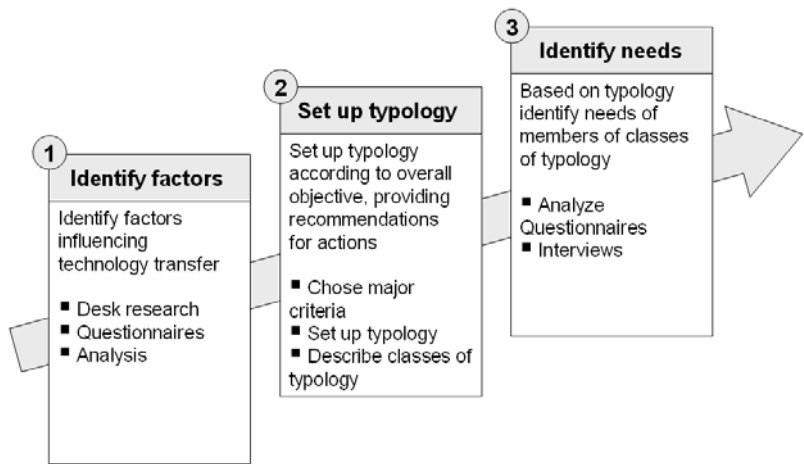 1
Identify factors
Identify factors
influencing
technology transfer
■ Desk research
■ Questionnaires
■ Analysis
2
Set up typology
Set up typology
according to overall
objective, providing
recommendations
for actions
■ Chose major
criteria
■ Set up typology
■ Describe classes of
typology
3
Identify needs
Based on typology
identify needs of
members of classes
of typology
■ Analyze
Questionnaires
■ Interviews